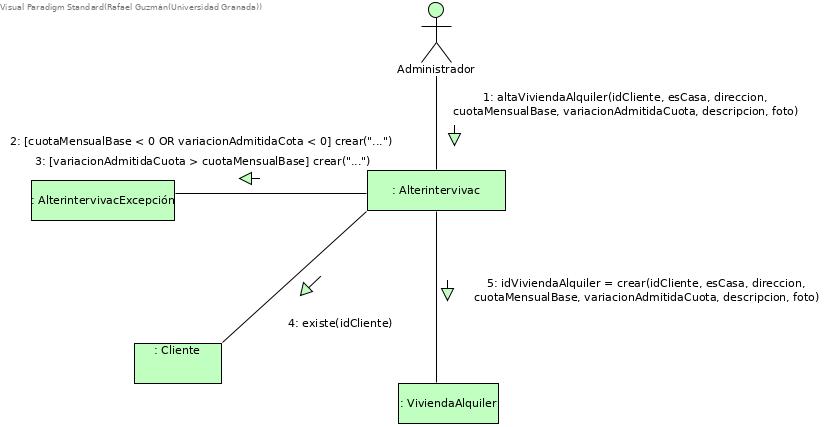 Visual Paradigm Standard(Rafael Guzmán(Universidad Granada))
Administrador
1: altaViviendaAlquiler(idCliente, esCasa, direccion,
cuotaMensualBase, variacionAdmitidaCuota, descripcion, foto)
2: [cuotaMensualBase < 0 OR variacionAdmitidaCota < 0] crear("...")
3: [variacionAdmitidaCuota > cuotaMensualBase] crear("...")
: AlterintervivacExcepción
: Alterintervivac
5: idViviendaAlquiler = crear(idCliente, esCasa, direccion,
cuotaMensualBase, variacionAdmitidaCuota, descripcion, foto)
4: existe(idCliente)
: Cliente
: ViviendaAlquiler